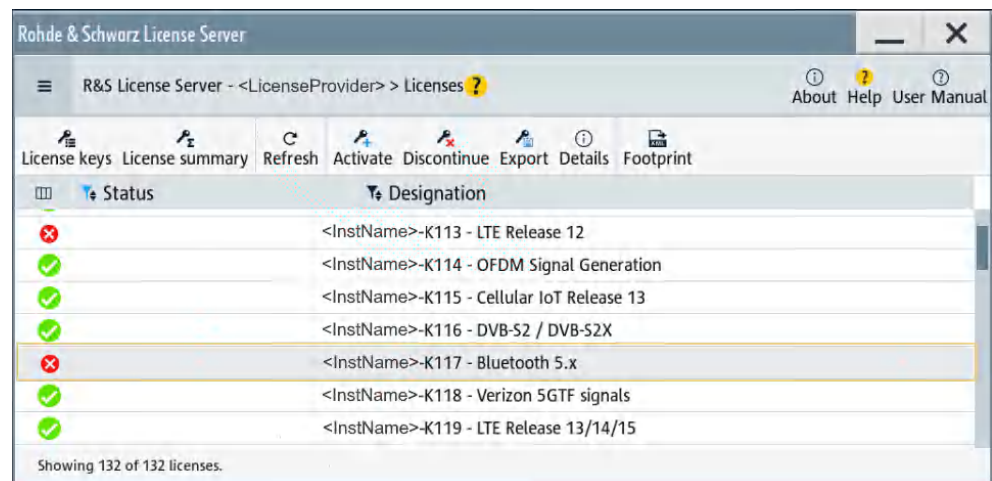 Rohde & Schwarz License Server
R&S License Server - <LicenseProvider> > Licenses ?
About Help User Manual
License keys License summary Refresh Activate Discontinue Export Details Footprint
Status Designation
<InstName>-K113 - LTE Release 12
<InstName>-K114 - OFDM Signal Generation
<InstName>-K115 - Cellular IoT Release 13
<InstName>-K116 - DVB-S2 / DVB-S2X
<InstName>-K117 - Bluetooth 5.x
<InstName>-K118 - Verizon 5GTF signals
<InstName>-K119 - LTE Release 13/14/15
Showing 132 of 132 licenses.